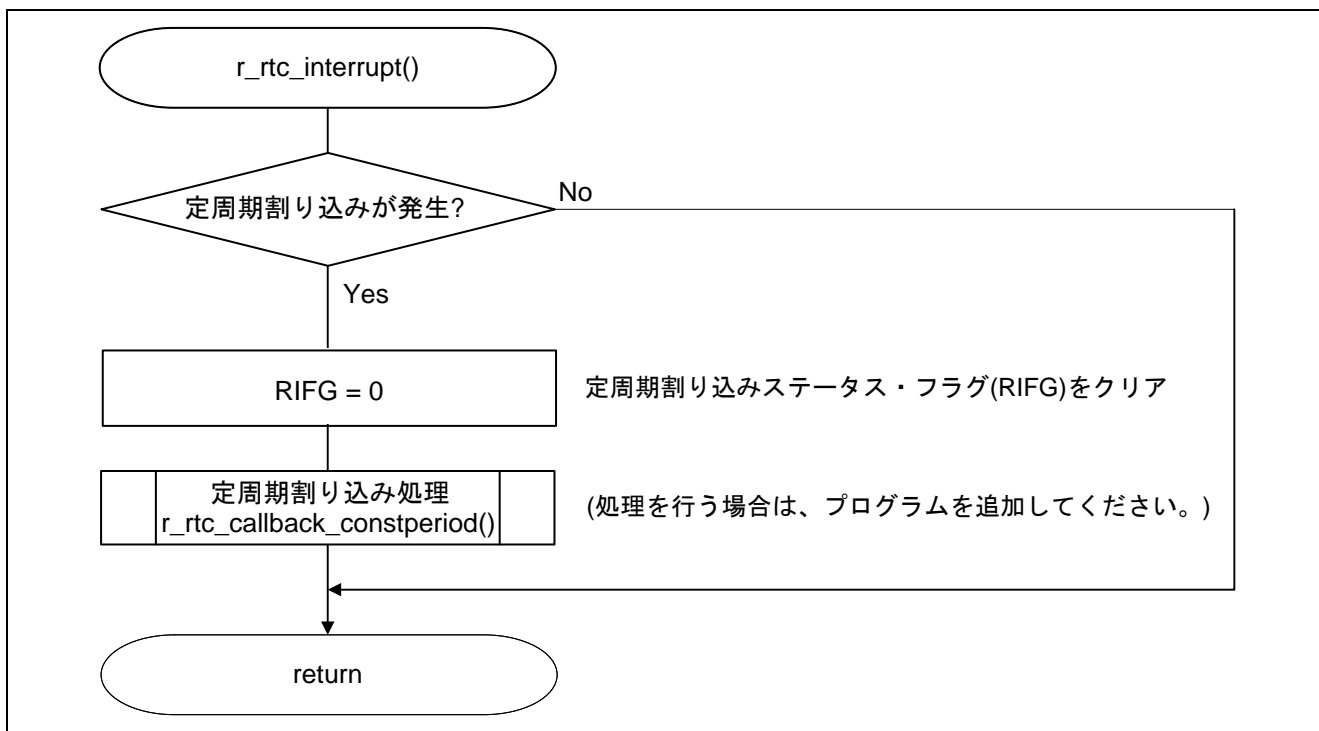 r_rtc_interrupt()
定周期割り込みが発生?
No
Yes
RIFG = 0
定周期割り込みステータス・フラグ(RIFG)をクリア
定周期割り込み処理
r_rtc_callback_constperiod()
(処理を行う場合は、プログラムを追加してください。)
return